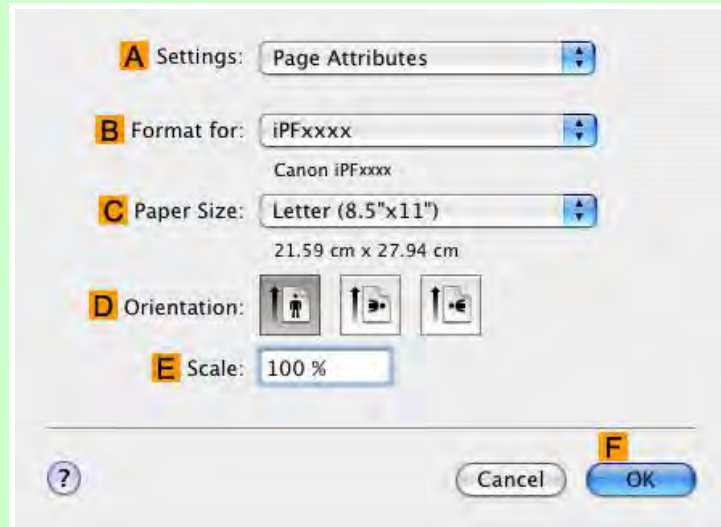 A Settings: Page Attributes
B Format for: iPFxxxx
Canon iPFxxxx
C Paper Size: Letter (8.5"x11")
21.59 cm x 27.94 cm
D Orientation:
E Scale: 100 %
F
? Cancel OK